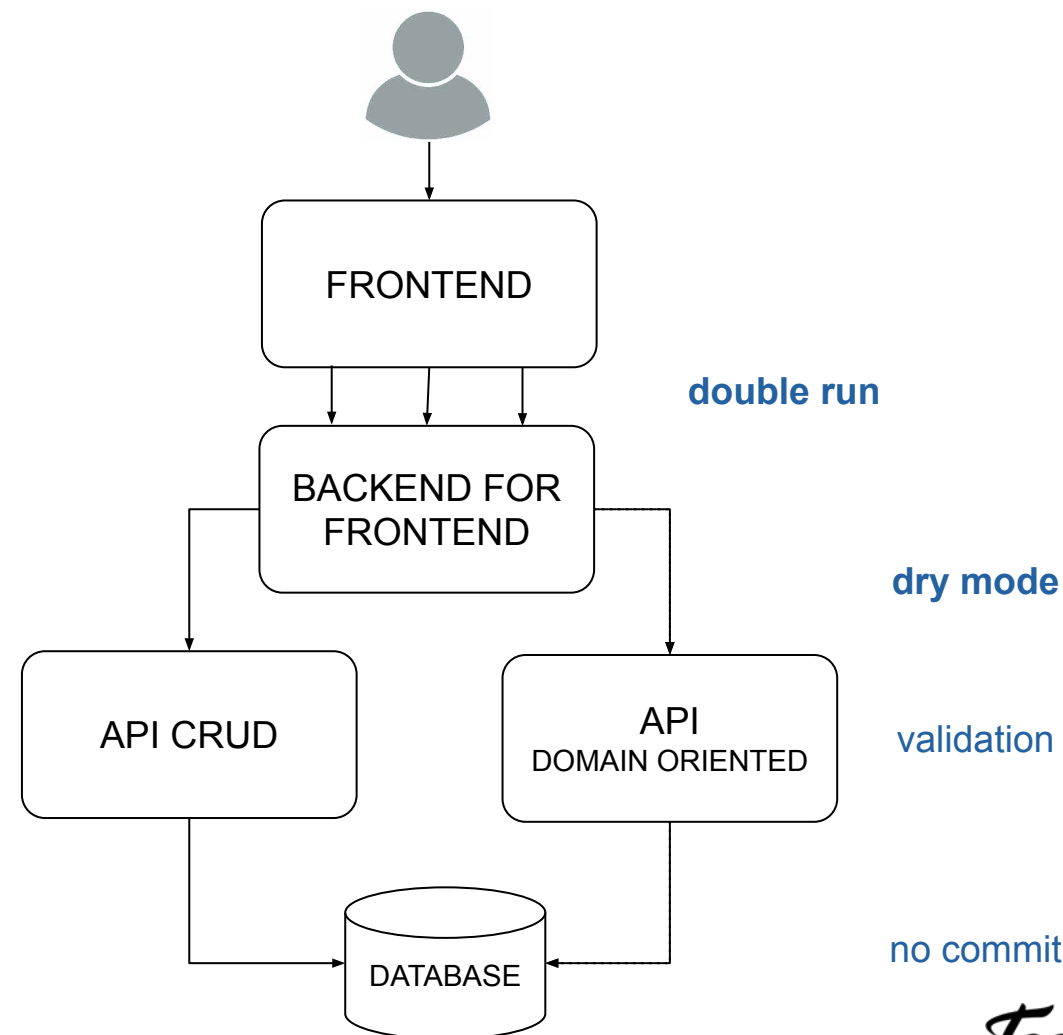 FRONTEND
double run
BACKEND FOR
FRONTEND
dry mode
API CRUD
API
DOMAIN ORIENTED
validation
DATABASE
no commit